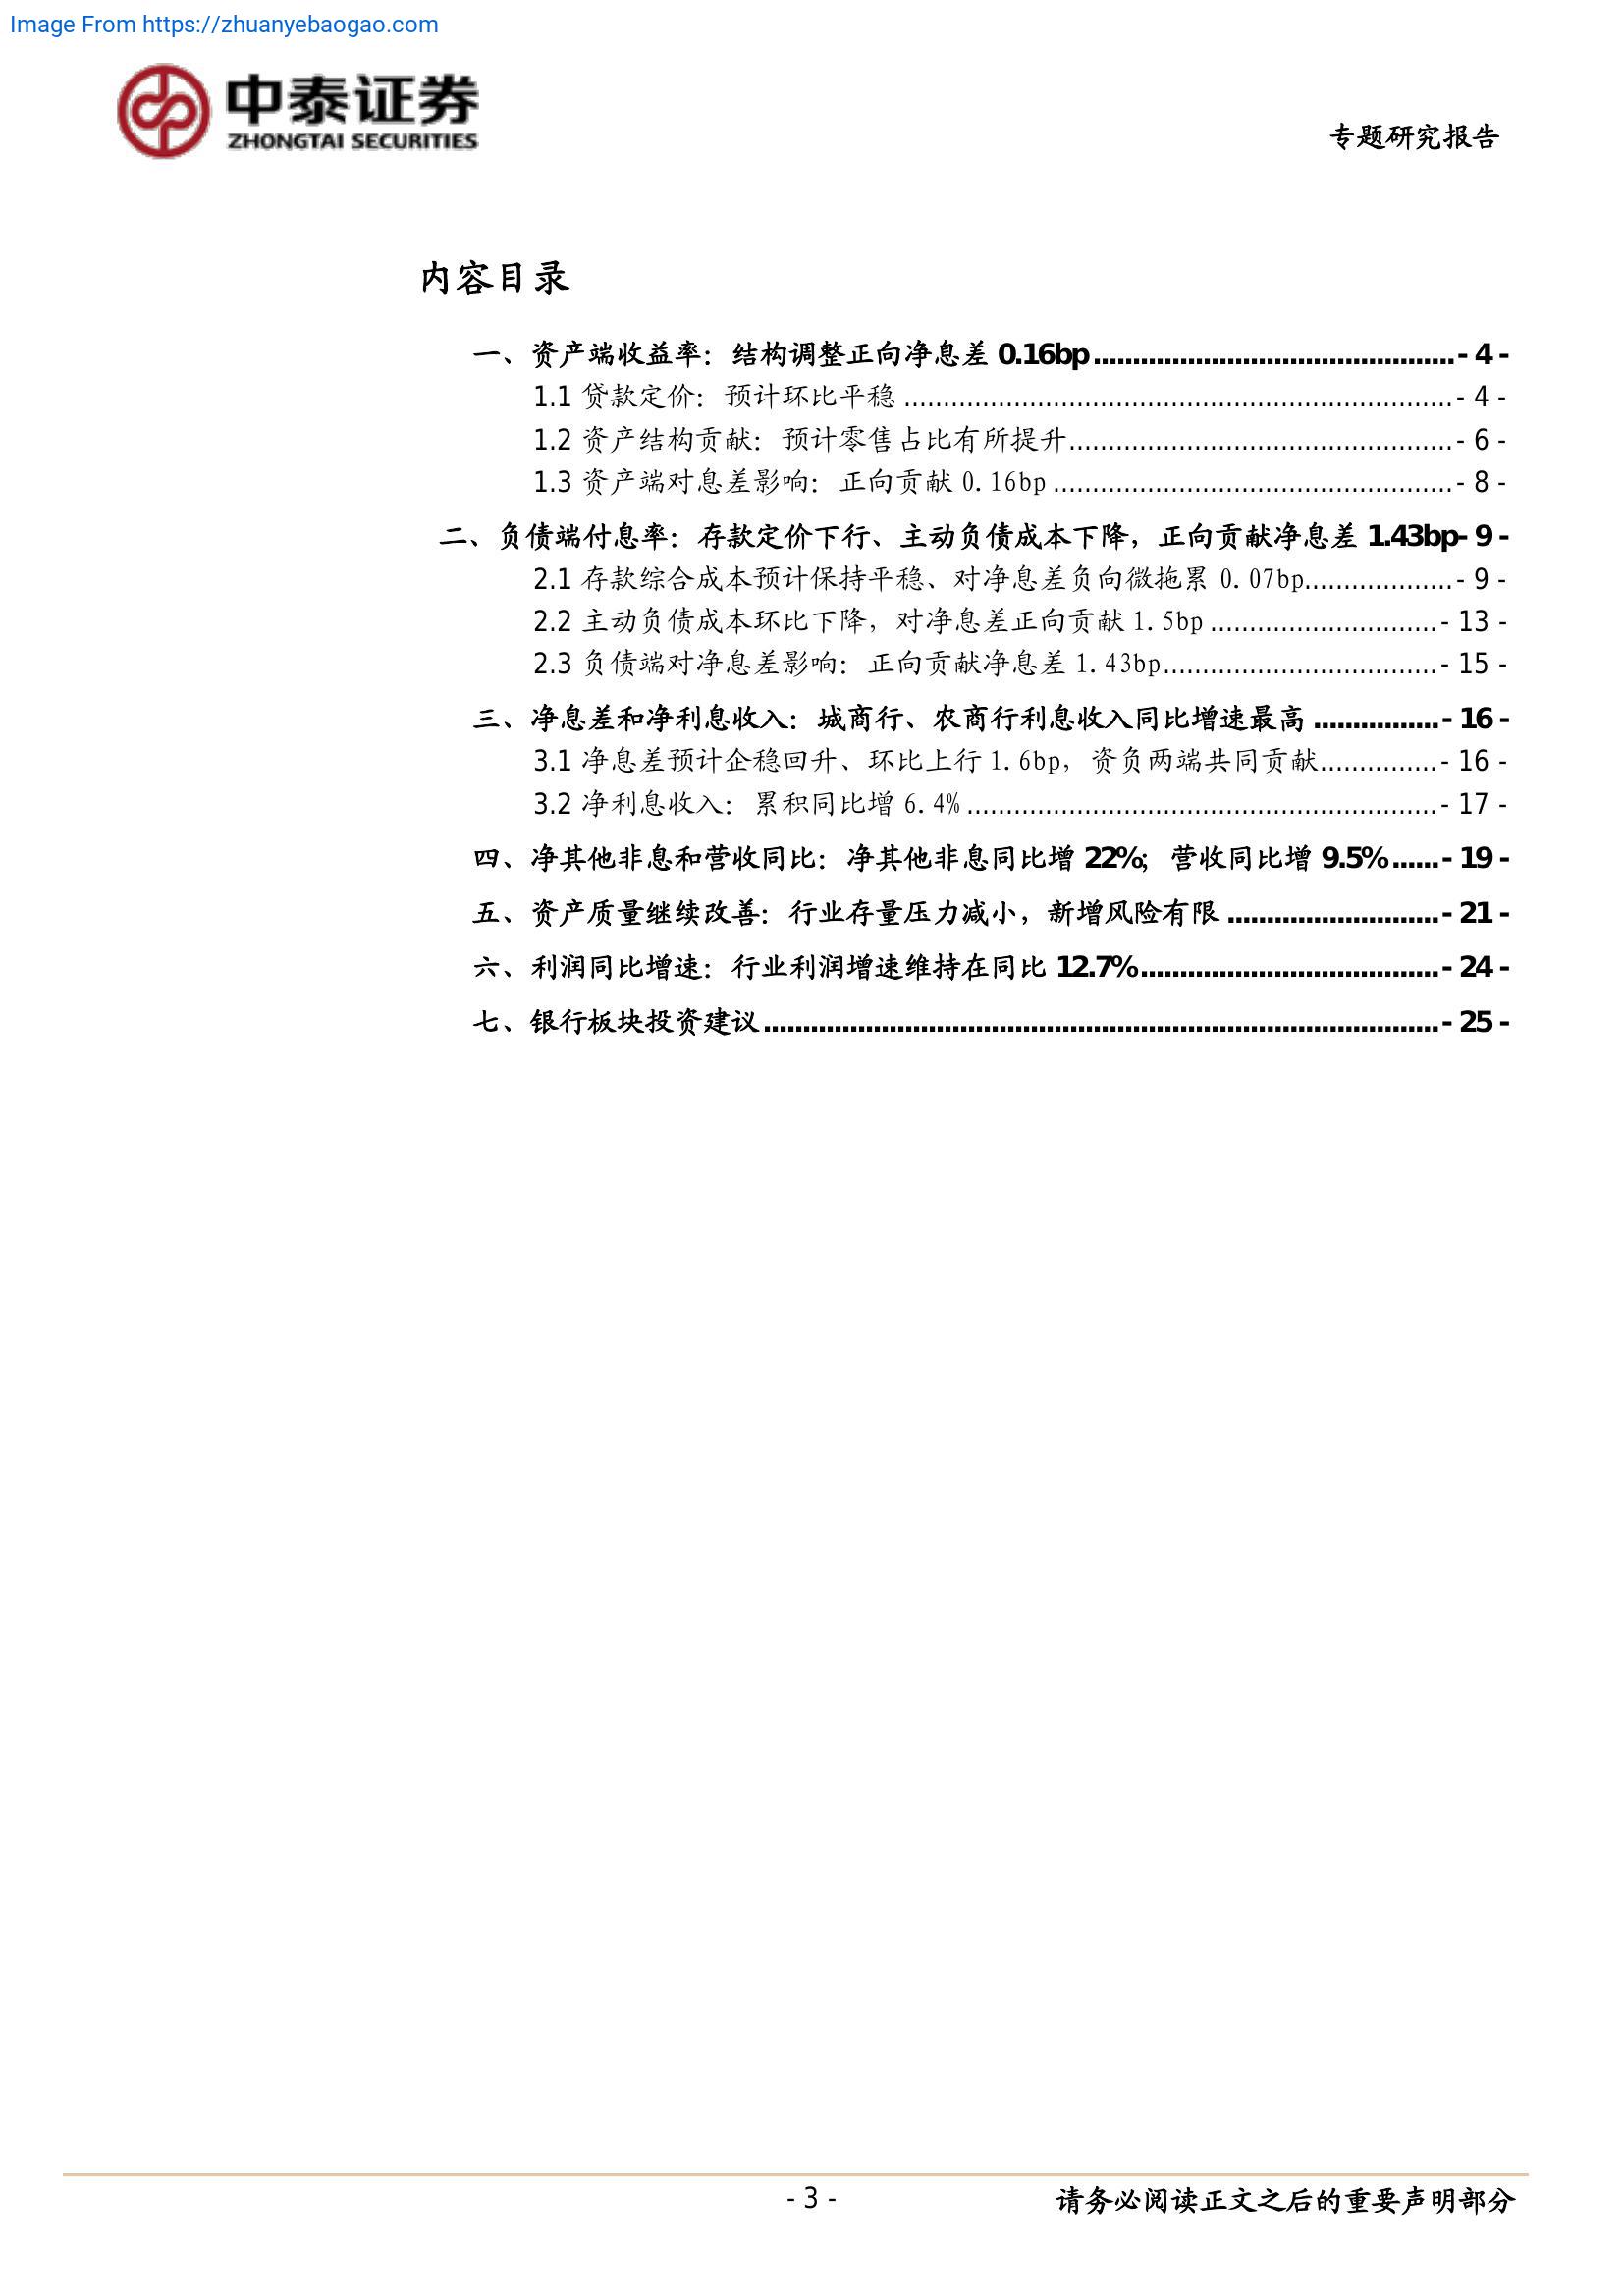 Image From https://zhuanyebaogao.com
中泰证券
ZHONGTAI SECURITIES
专题研究报告
内容目录
一、资产端收益率：结构调整正向净息差 0.16bp..............................................- 4 -
1.1 贷款定价：预计环比平稳......................................................................- 4 -
1.2 资产结构贡献：预计零售占比有所提升.................................................- 6 -
1.3 资产端对息差影响：正向贡献 0.16bp...................................................- 8 -
二、负债端付息率：存款定价下行、主动负债成本下降，正向贡献净息差 1.43bp- 9 -
2.1 存款综合成本预计保持平稳、对净息差负向微拖累 0.07bp...................- 9 -
2.2 主动负债成本环比下降，对净息差正向贡献 1.5bp.............................- 13 -
2.3 负债端对净息差影响：正向贡献净息差 1.43bp...................................- 15 -
三、净息差和净利息收入：城商行、农商行利息收入同比增速最高................- 16 -
3.1 净息差预计企稳回升、环比上行 1.6bp，资负两端共同贡献...............- 16 -
3.2 净利息收入：累积同比增 6.4%............................................................- 17 -
四、净其他非息和营收同比：净其他非息同比增 22%；营收同比增 9.5%......- 19 -
五、资产质量继续改善：行业存量压力减小，新增风险有限...........................- 21 -
六、利润同比增速：行业利润增速维持在同比 12.7%......................................- 24 -
七、银行板块投资建议......................................................................................- 25 -
- 3 -
请务必阅读正文之后的重要声明部分